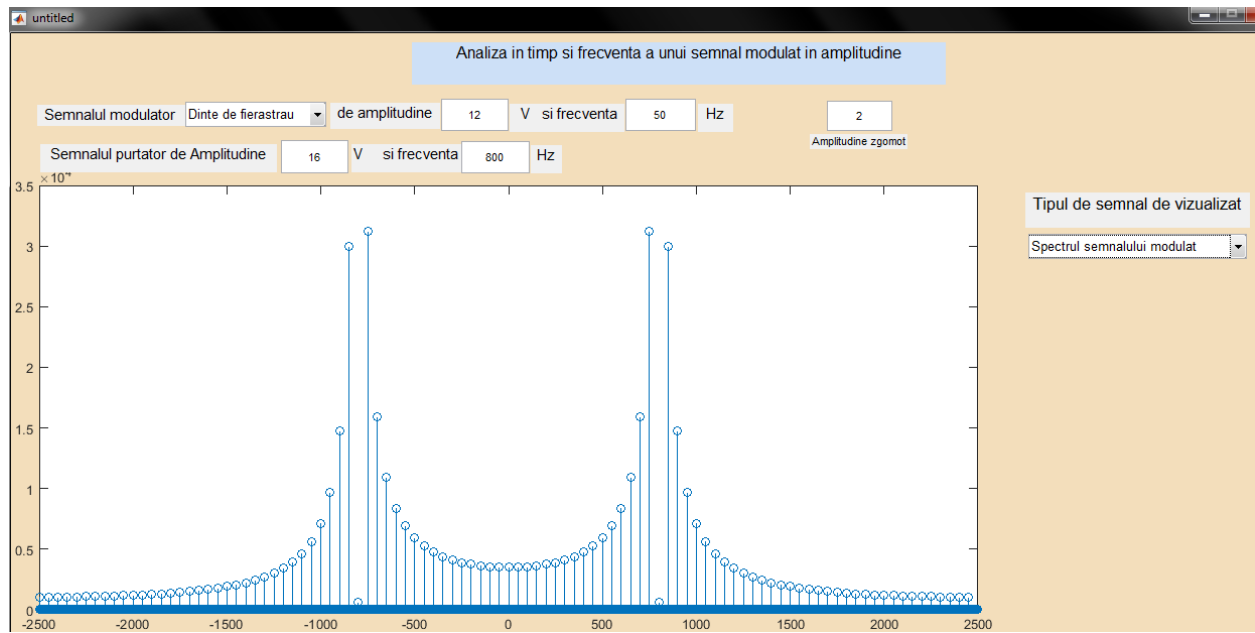 untitled
Analiza in timp si frecventa a unui semnal modulat in amplitudine
Semnalul modulator Dinte de fierastrau de amplitudine 12 V si frecventa 50 Hz 2
Amplitudine zgomot
Semnalul purtator de Amplitudine 16 V si frecventa 800 Hz
× 10⁻⁴
3.5
3
2.5
2
1.5
1
0.5
0
-2500 -2000 -1500 -1000 -500 0 500 1000 1500 2000 2500
Tipul de semnal de vizualizat
Spectrul semnalului modulat